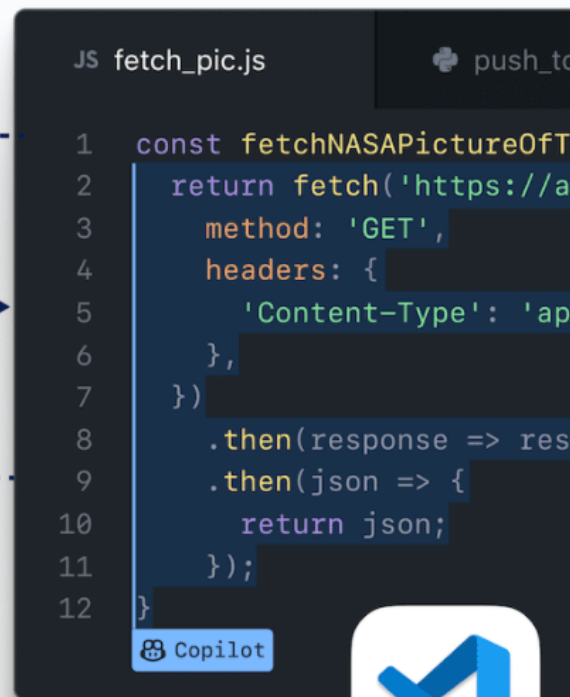 JS fetch_pic.js push_to
1 const fetchNASAPictureOfT
2 return fetch('https://a
3 method: 'GET',
4 headers: {
5 'Content-Type': 'ap
6 },
7 })
8 .then(response => res
9 .then(json => {
10 return json;
11 });
12 }
Copilot